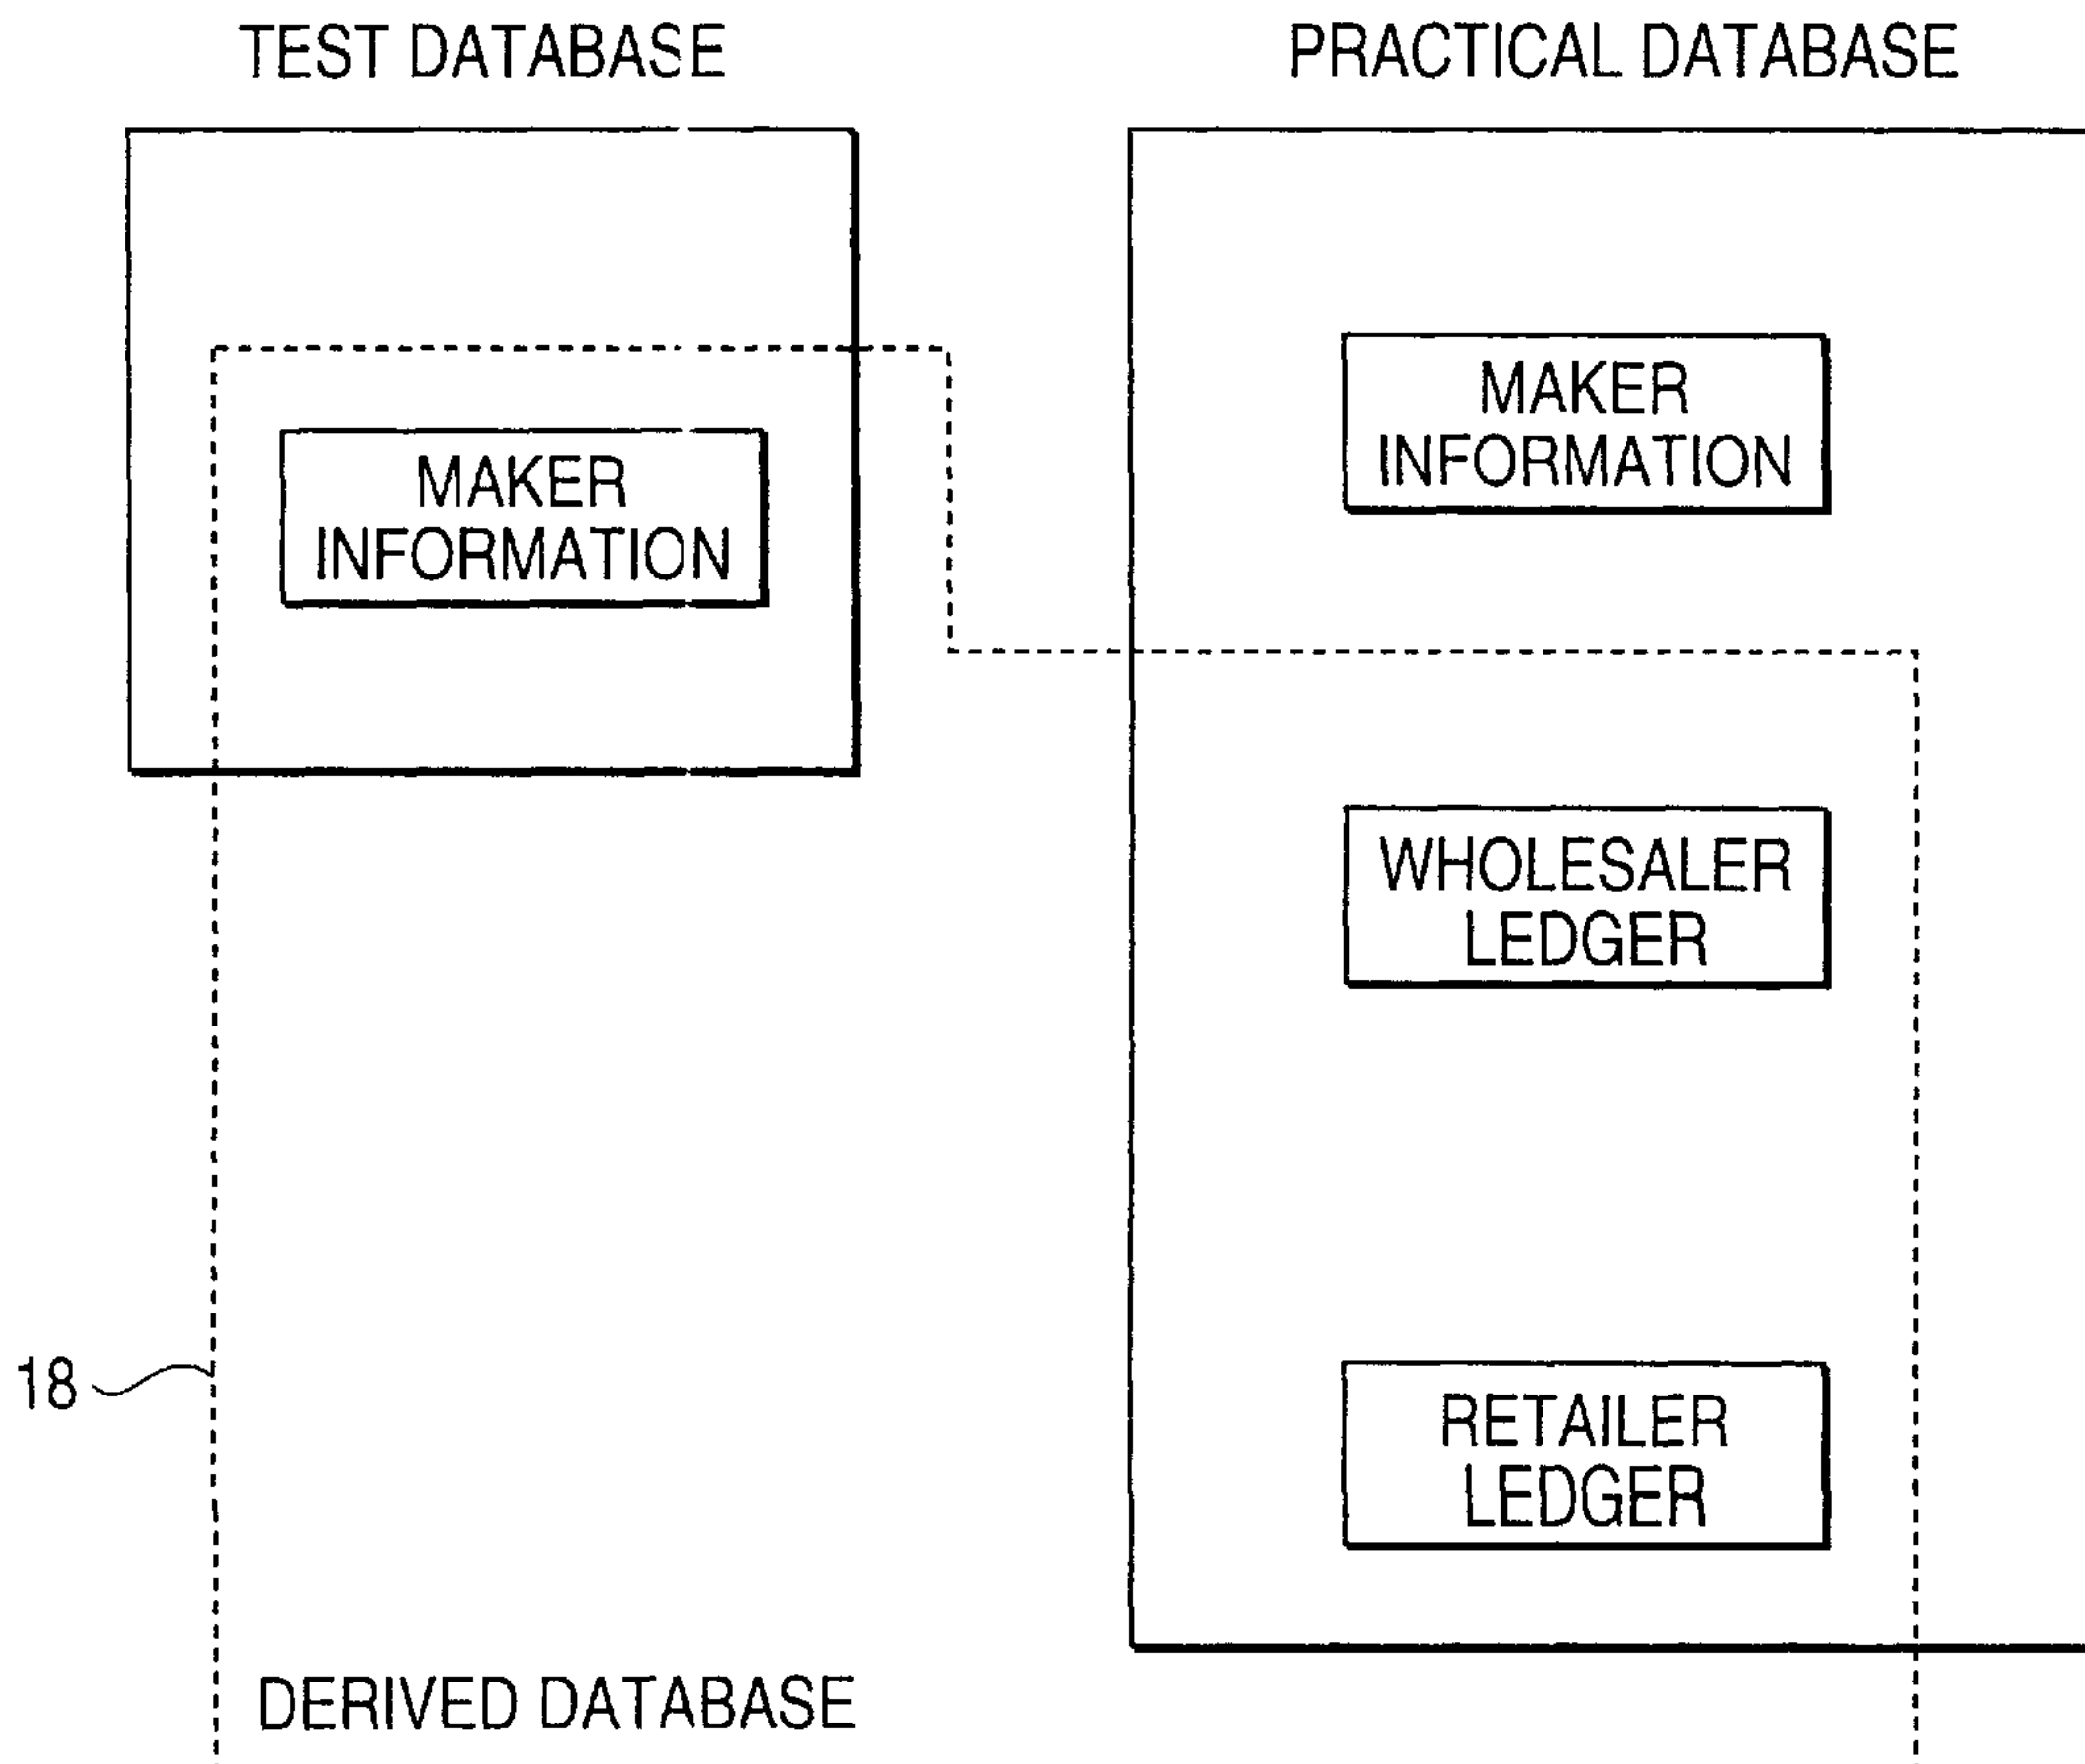 TEST DATABASE
PRACTICAL DATABASE
MAKER
INFORMATION
MAKER
INFORMATION
WHOLESALER
LEDGER
18
RETAILER
LEDGER
DERIVED DATABASE